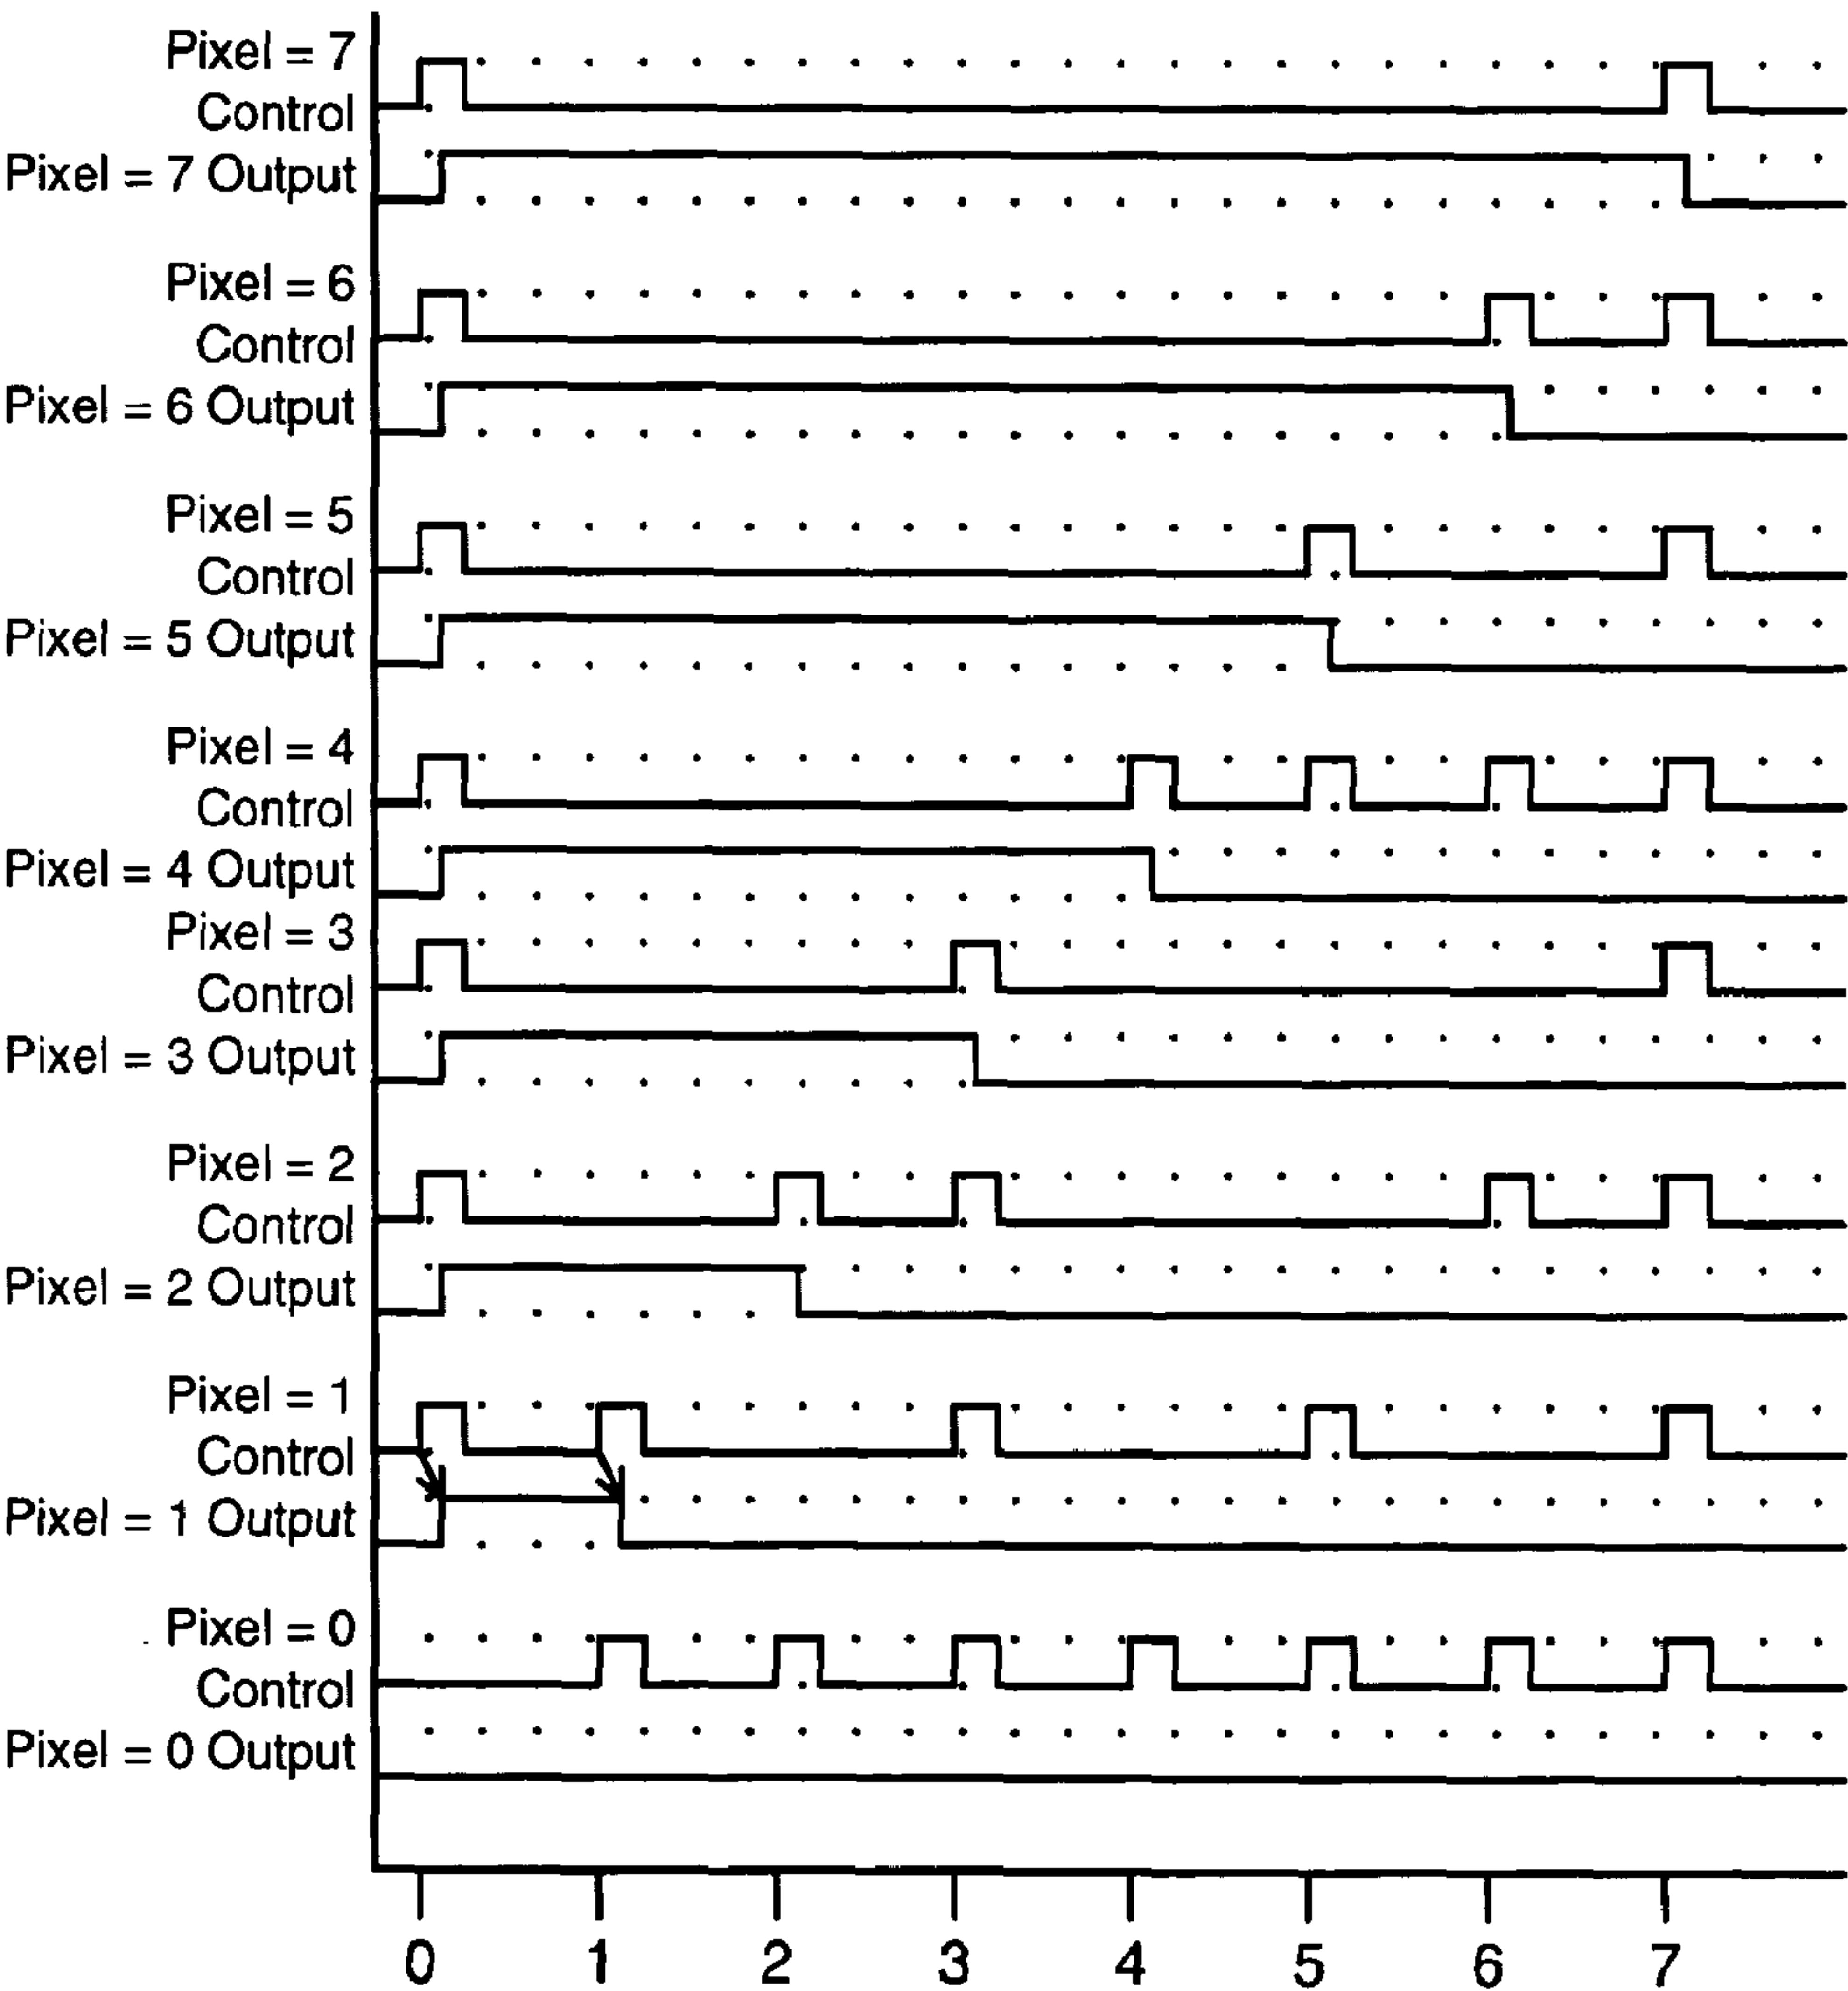 Pixel = 7
Control
Pixel = 7 Output
Pixel = 6
Control
Pixel = 6 Output
Pixel = 5
Control
Pixel = 5 Output
Pixel = 4
Control
Pixel = 4 Output
Pixel = 3
Control
Pixel = 3 Output
Pixel = 2
Control
Pixel = 2 Output
Pixel = 1
Control
Pixel = 1 Output
Pixel = 0
Control
Pixel = 0 Output
0 1 2 3 4 5 6 7